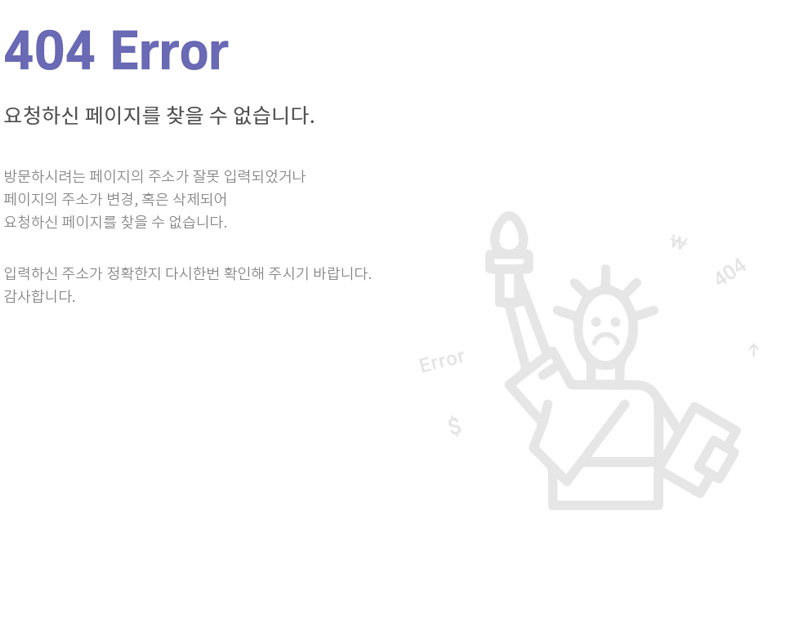 404 Error
요청하신 페이지를 찾을 수 없습니다.
방문하시려는 페이지의 주소가 잘못 입력되었거나
페이지의 주소가 변경, 혹은 삭제되어
요청하신 페이지를 찾을 수 없습니다.
입력하신 주소가 정확한지 다시한번 확인해 주시기 바랍니다.
감사합니다.
₩
404
Error
$